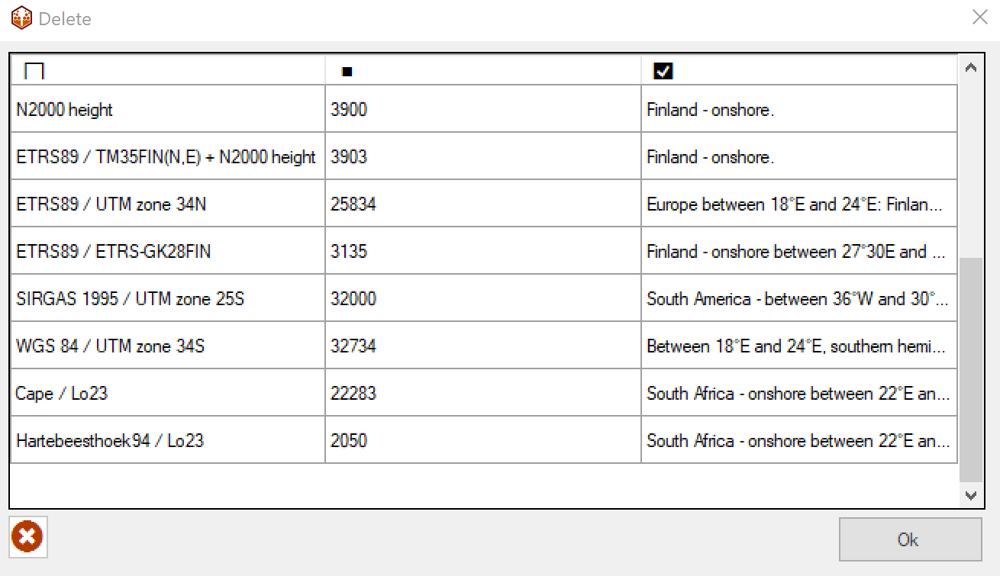 Delete
N2000 height 3900 Finland - onshore.
ETRS89 / TM35FIN(N,E) + N2000 height 3903 Finland - onshore.
ETRS89 / UTM zone 34N 25834 Europe between 18°E and 24°E: Finlan...
ETRS89 / ETRS-GK28FIN 3135 Finland - onshore between 27°30E and ...
SIRGAS 1995 / UTM zone 25S 32000 South America - between 36°W and 30°...
WGS 84 / UTM zone 34S 32734 Between 18°E and 24°E, southern hemi...
Cape / Lo23 22283 South Africa - onshore between 22°E an...
Hartebeesthoek94 / Lo23 2050 South Africa - onshore between 22°E an...
Ok